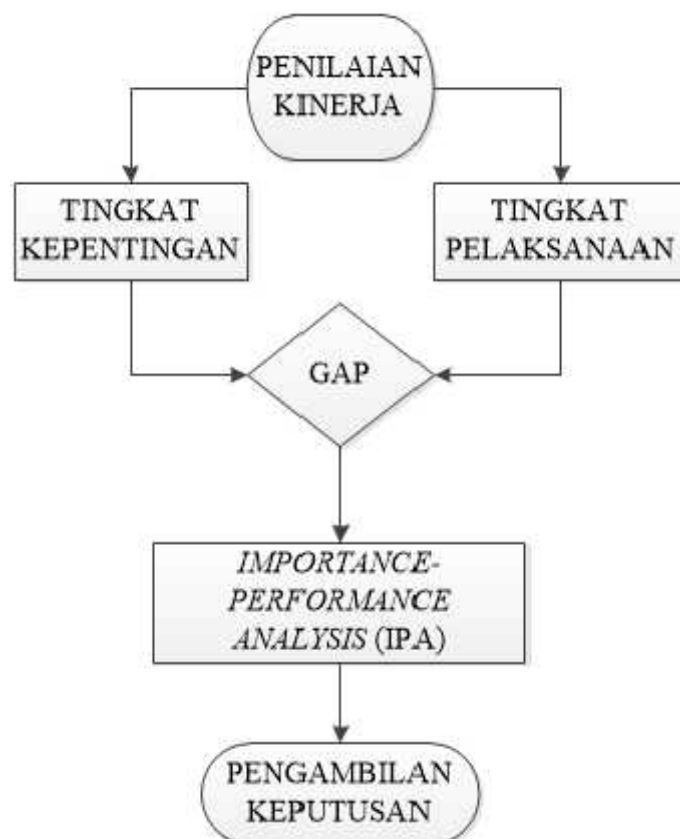 PENILAIAN
KINERJA
TINGKAT
KEPENTINGAN
TINGKAT
PELAKSANAAN
GAP
IMPORTANCE-
PERFORMANCE
ANALYSIS (IPA)
PENGAMBILAN
KEPUTUSAN